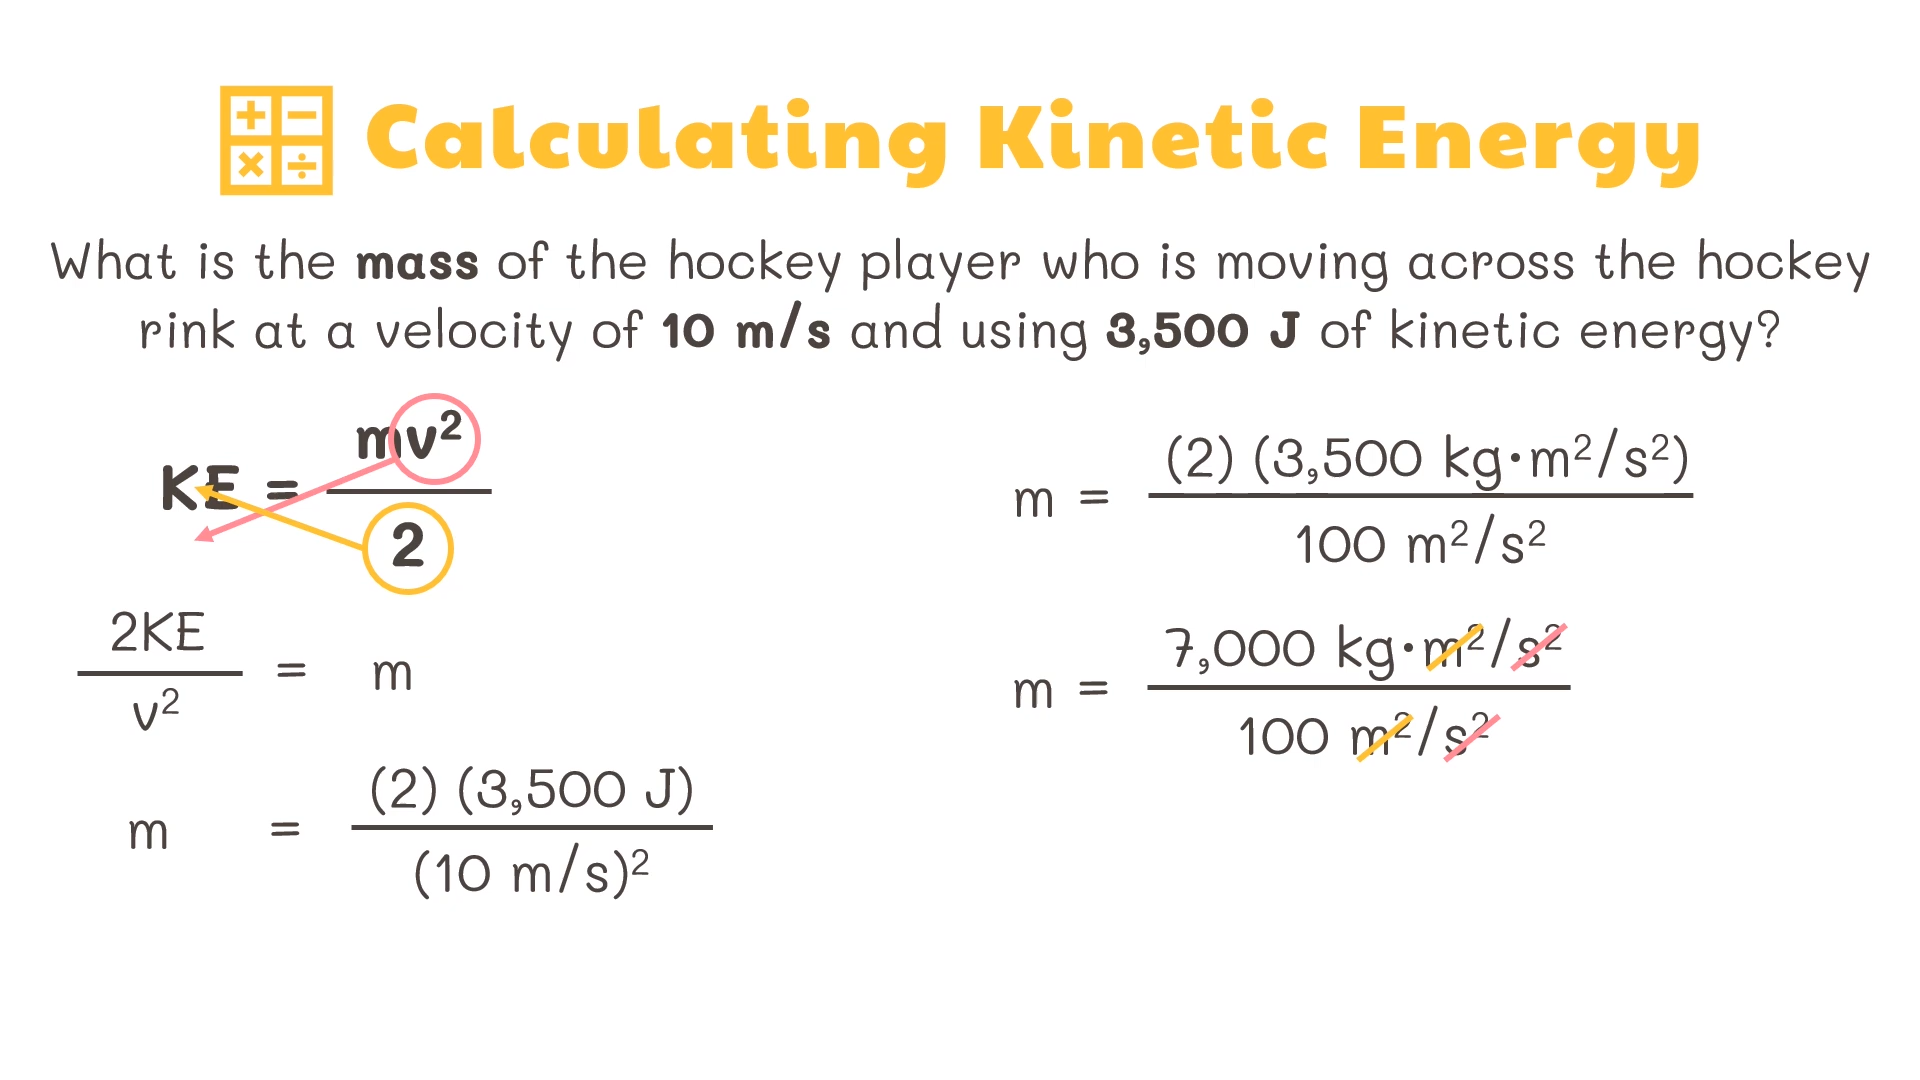 Calculating Kinetic Energy
What is the mass of the hockey player who is moving across the hockey
rink at a velocity of 10 m/s and using 3,500 J of kinetic energy?
mv²
KE =
2
2KE
= m
v²
(2) (3,500 J)
m =
(10 m/s)²
(2) (3,500 kg·m²/s²)
m =
100 m²/s²
7,000 kg·m²/s²
m =
100 m²/s²